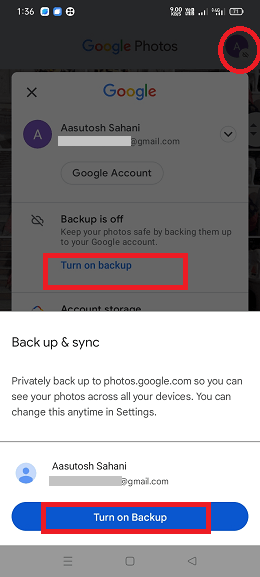 1:36
9.00 KB/S
71
Google Photos
A
Google
A
Aasutosh Sahani
@gmail.com
Google Account
Backup is off
Keep your photos safe by backing them up
to your Google account.
Turn on backup
Account storage
Back up & sync
Privately back up to photos.google.com so you can
see your photos across all your devices. You can
change this anytime in Settings.
Aasutosh Sahani
@gmail.com
Turn on Backup